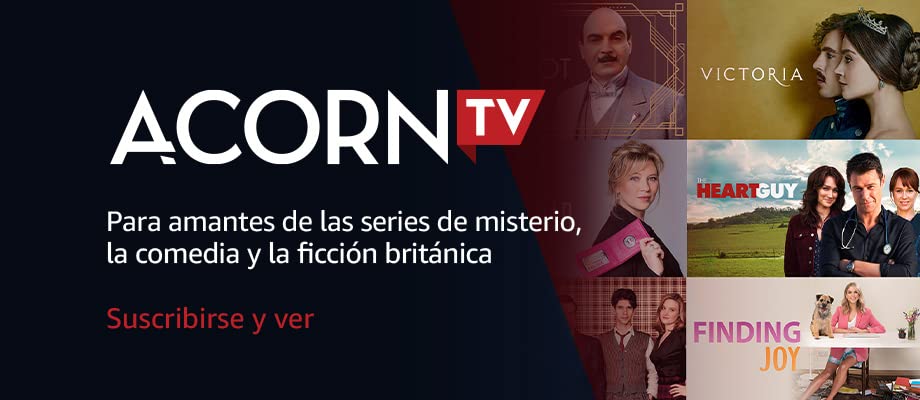 ACORN TV
Para amantes de las series de misterio,
la comedia y la ficción británica
Suscribirse y ver
VICTORIA
THE
HEART GUY
FINDING
JOY